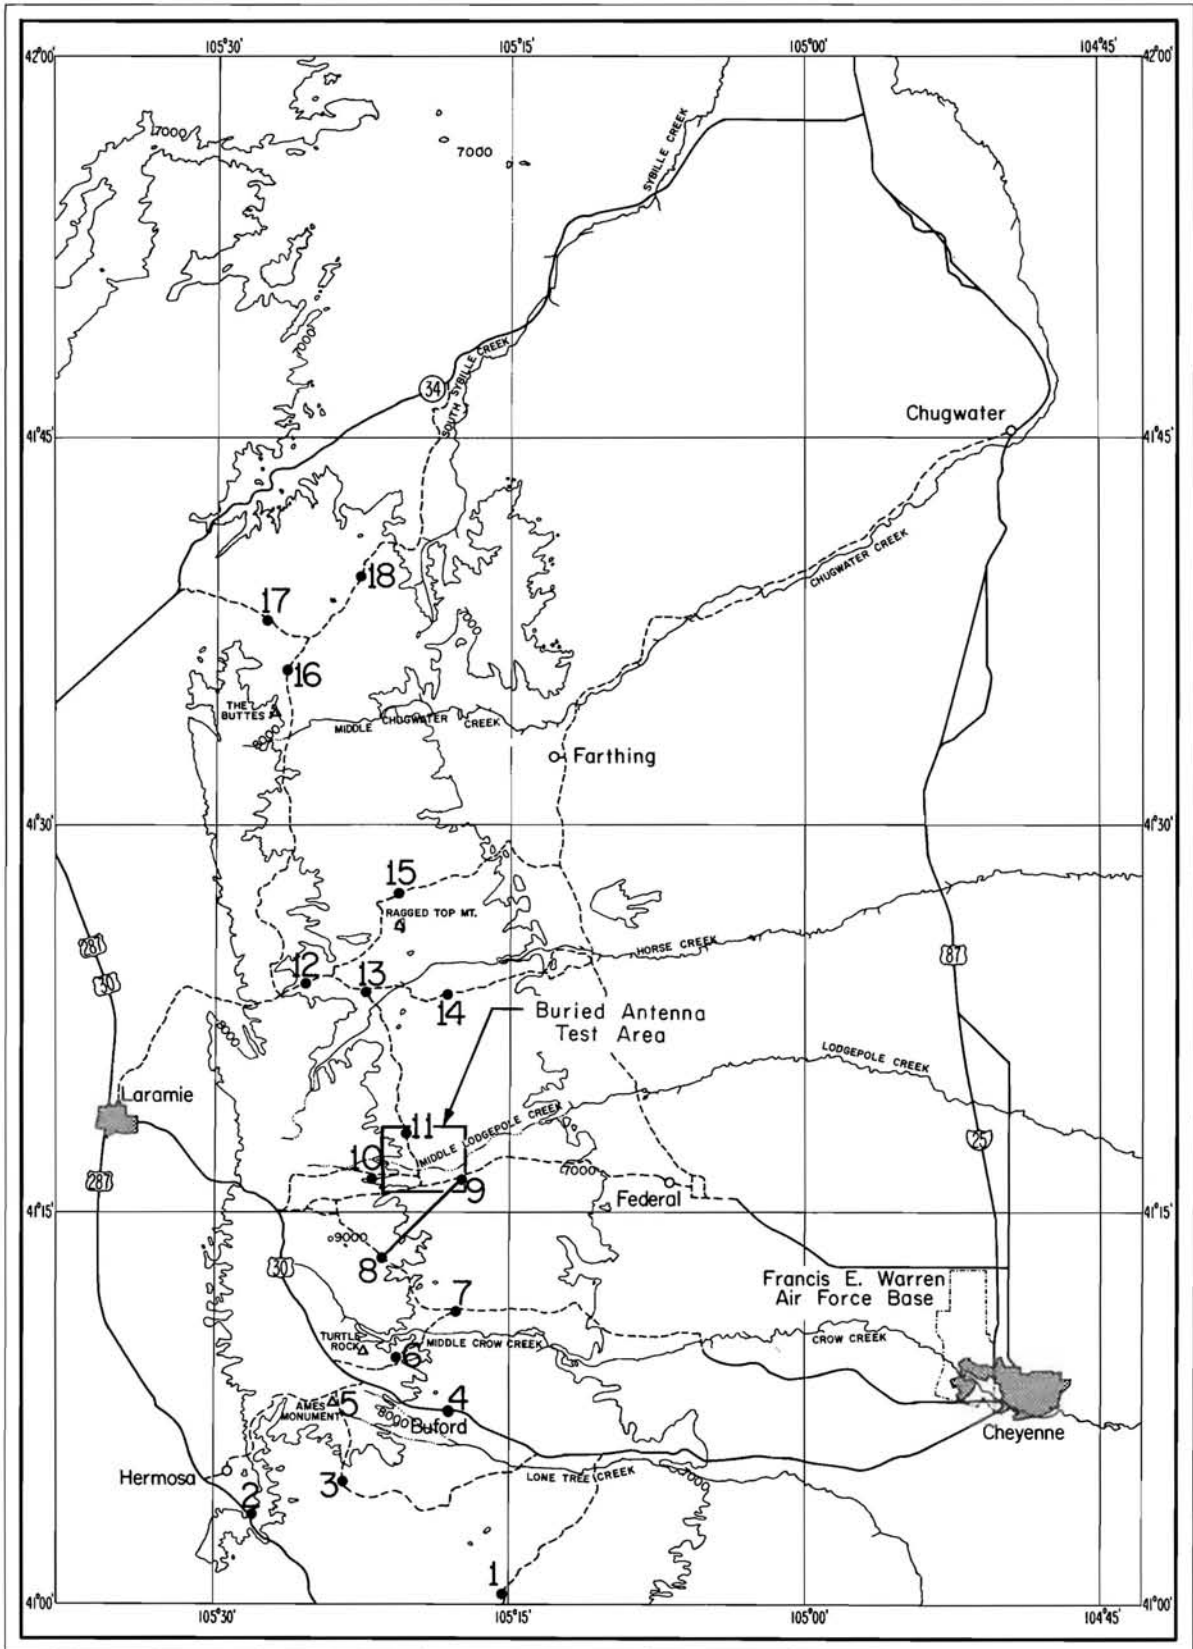 105°30'
105°15'
105°00'
104°45'
42°00'
42°00'
7000
7000
SYBILLE CREEK
7000
34
SOUTH SYBILLE CREEK
Chugwater
41°45'
41°45'
CHUGWATER CREEK
18
17
7000
16
THE
BUTTES
8000
MIDDLE CHUGWATER CREEK
Farthing
41°30'
41°30'
15
RAGGED TOP MT.
287
30
HORSE CREEK
87
12
13
14
Buried Antenna
Test Area
8000
LODGEPOLE CREEK
Laramie
11
MIDDLE LODGEPOLE CREEK
25
10
287
9
7000
Federal
41°15'
41°15'
9000
8
30
Francis E. Warren
Air Force Base
7
TURTLE
ROCK
MIDDLE CROW CREEK
CROW CREEK
6
AMES
MONUMENT
5
8000
4
Buford
Cheyenne
Hermosa
3
LONE TREE CREEK
7000
2
1
41°00'
41°00'
105°30'
105°15'
105°00'
104°45'